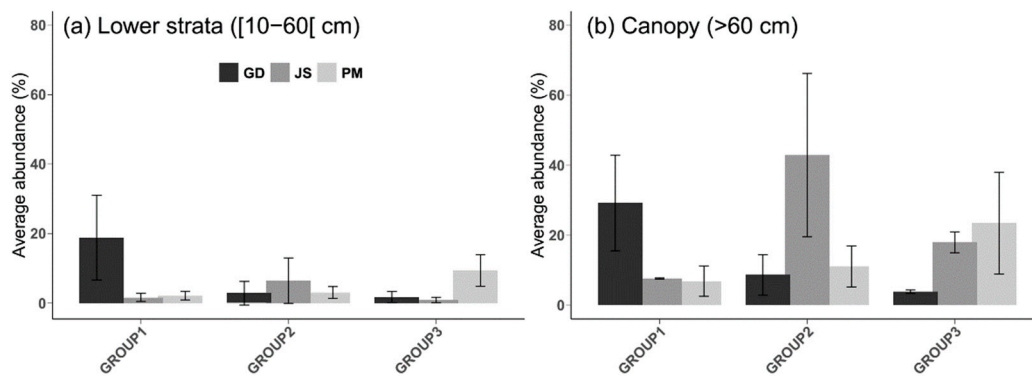 (a) Lower strata ([10−60[ cm)
80
60
40
20
0
Average abundance (%)
GD JS PM
GROUP1 GROUP2 GROUP3
(b) Canopy (>60 cm)
80
60
40
20
0
Average abundance (%)
GROUP1 GROUP2 GROUP3